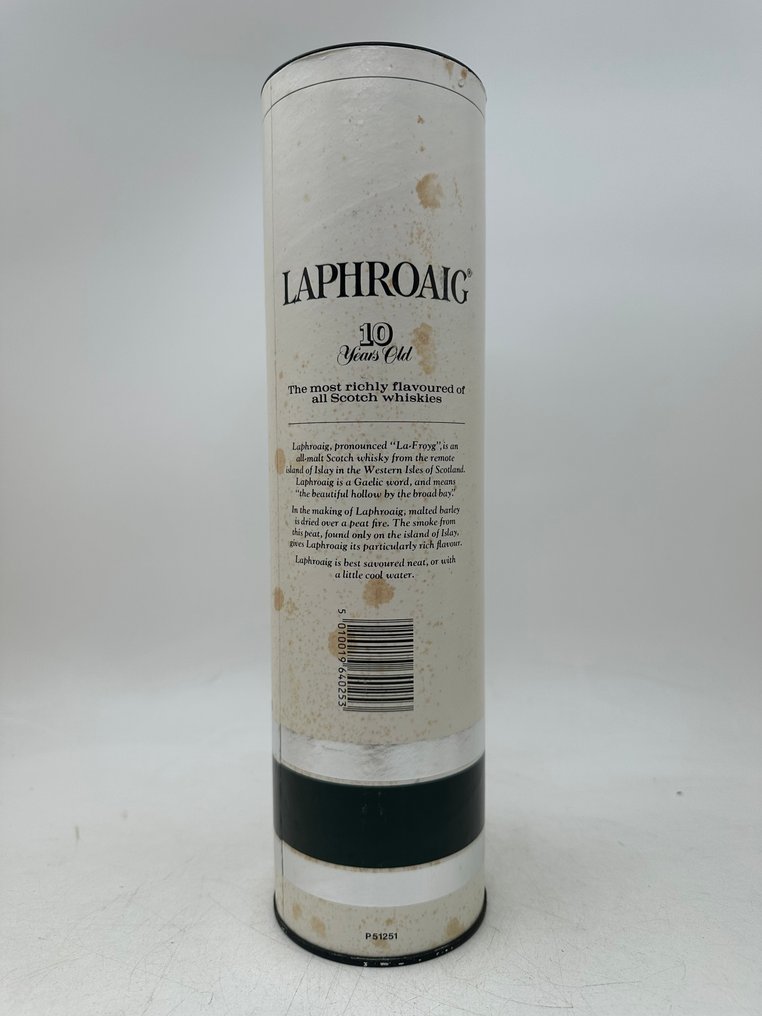 LAPHROAIG®
10
Years Old
The most richly flavoured of
all Scotch whiskies
Laphroaig, pronounced “La-Froyg”, is an
all-malt Scotch whisky from the remote
island of Islay in the Western Isles of Scotland.
Laphroaig is a Gaelic word, and means
“the beautiful hollow by the broad bay.”
In the making of Laphroaig, malted barley
is dried over a peat fire. The smoke from
this peat, found only on the island of Islay,
gives Laphroaig its particularly rich flavour.
Laphroaig is best savoured neat, or with
a little cool water.
5 010019 640253
P51251